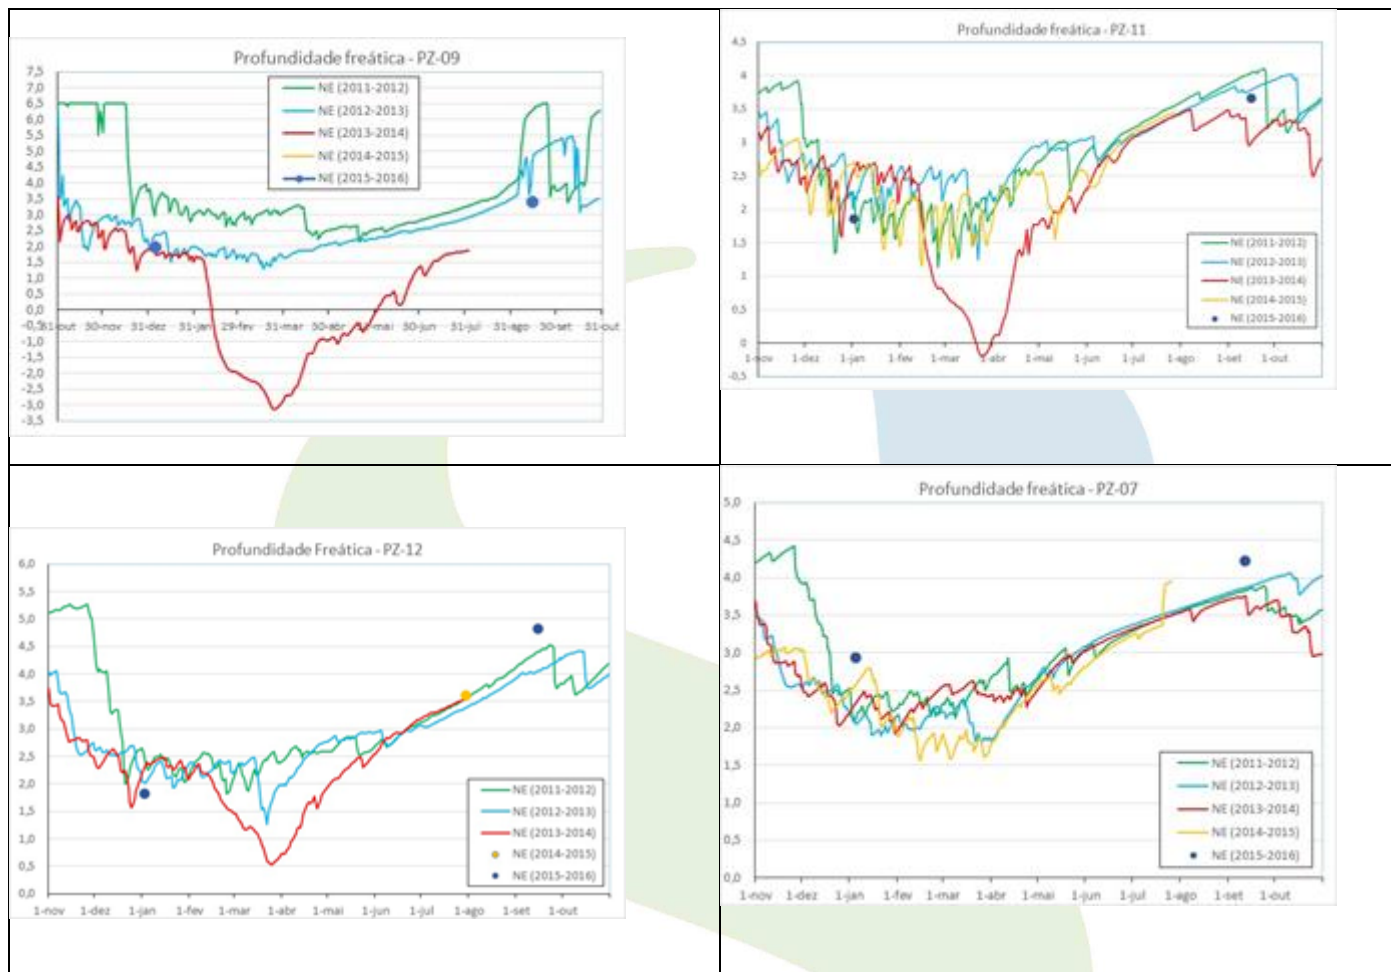 Profundidade freática - PZ-09
7,5
7,0
6,5
6,0
5,5
5,0
4,5
4,0
3,5
3,0
2,5
2,0
1,5
1,0
0,5
0,0
-0,5
-1,0
-1,5
-2,0
-2,5
-3,0
-3,5
NE (2011-2012)
NE (2012-2013)
NE (2013-2014)
NE (2014-2015)
NE (2015-2016)
31-out 30-nov 31-dez 31-jan 29-fev 31-mar 30-abr 31-mai 30-jun 31-jul 31-ago 30-set 31-out
Profundidade freática - PZ-11
4,5
4
3,5
3
2,5
2
1,5
1
0,5
0
-0,5
NE (2011-2012)
NE (2012-2013)
NE (2013-2014)
NE (2014-2015)
NE (2015-2016)
1-nov 1-dez 1-jan 1-fev 1-mar 1-abr 1-mai 1-jun 1-jul 1-ago 1-set 1-out
Profundidade Freática - PZ-12
6,0
5,5
5,0
4,5
4,0
3,5
3,0
2,5
2,0
1,5
1,0
0,5
0,0
NE (2011-2012)
NE (2012-2013)
NE (2013-2014)
NE (2014-2015)
NE (2015-2016)
1-nov 1-dez 1-jan 1-fev 1-mar 1-abr 1-mai 1-jun 1-jul 1-ago 1-set 1-out
Profundidade freática - PZ-07
5,0
4,5
4,0
3,5
3,0
2,5
2,0
1,5
1,0
0,5
0,0
NE (2011-2012)
NE (2012-2013)
NE (2013-2014)
NE (2014-2015)
NE (2015-2016)
1-nov 1-dez 1-jan 1-fev 1-mar 1-abr 1-mai 1-jun 1-jul 1-ago 1-set 1-out